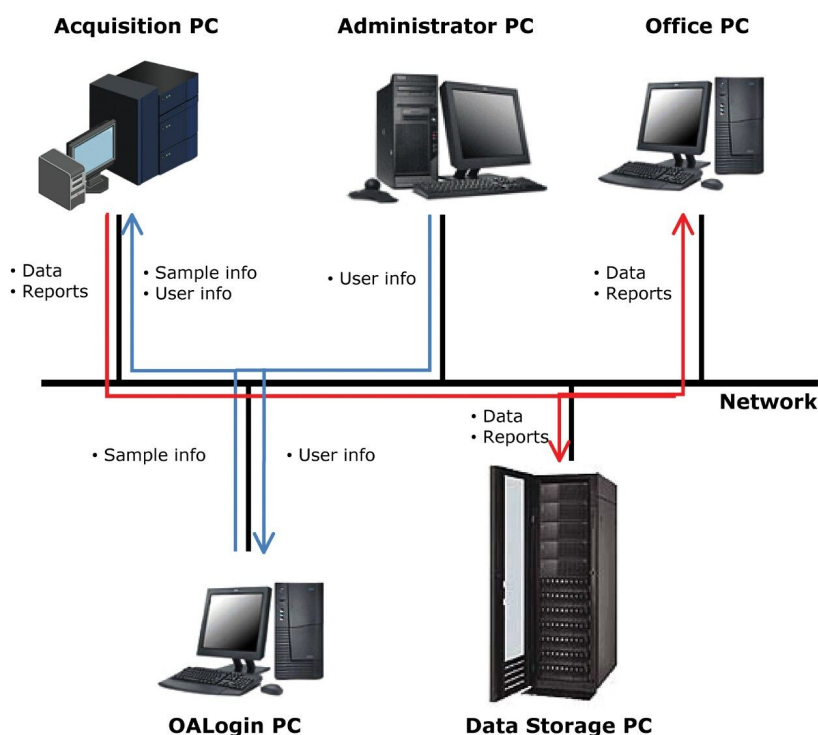 Acquisition PC
Administrator PC
Office PC
• Data
• Reports
• Sample info
• User info
• User info
• Data
• Reports
Network
• Data
• Reports
• Sample info
• User info
OALogin PC
Data Storage PC